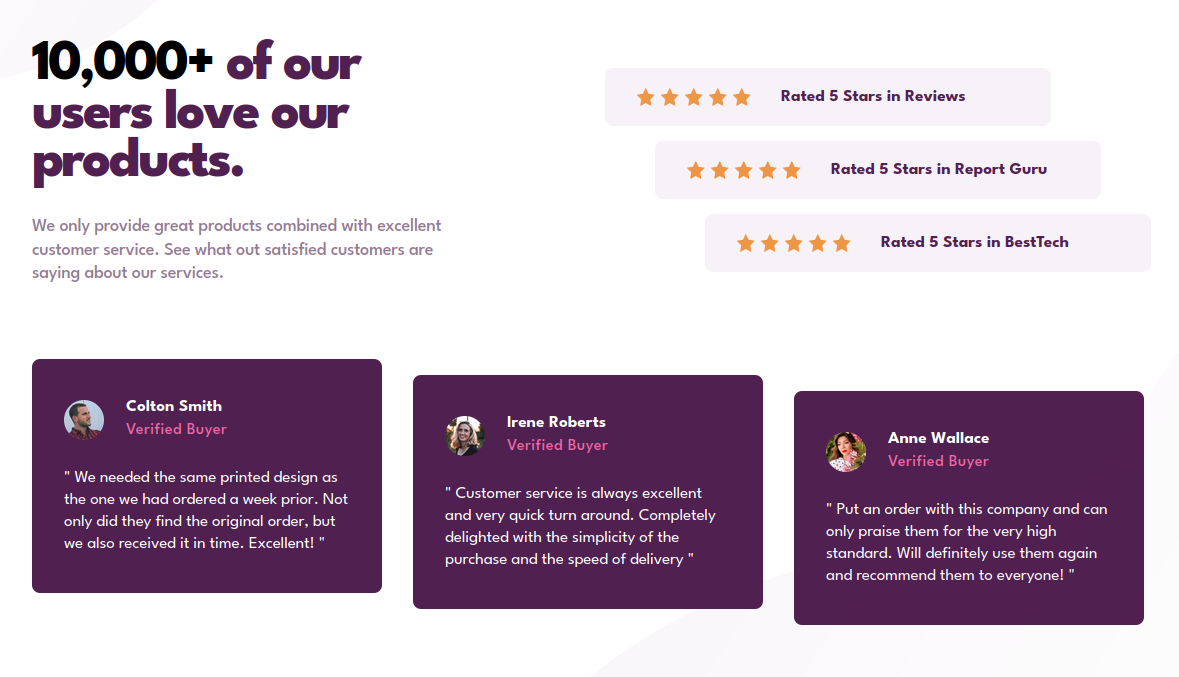 10,000+ of our
users love our
products.
We only provide great products combined with excellent
customer service. See what out satisfied customers are
saying about our services.
Rated 5 Stars in Reviews
Rated 5 Stars in Report Guru
Rated 5 Stars in BestTech
Colton Smith
Verified Buyer
" We needed the same printed design as
the one we had ordered a week prior. Not
only did they find the original order, but
we also received it in time. Excellent! "
Irene Roberts
Verified Buyer
" Customer service is always excellent
and very quick turn around. Completely
delighted with the simplicity of the
purchase and the speed of delivery "
Anne Wallace
Verified Buyer
" Put an order with this company and can
only praise them for the very high
standard. Will definitely use them again
and recommend them to everyone! "